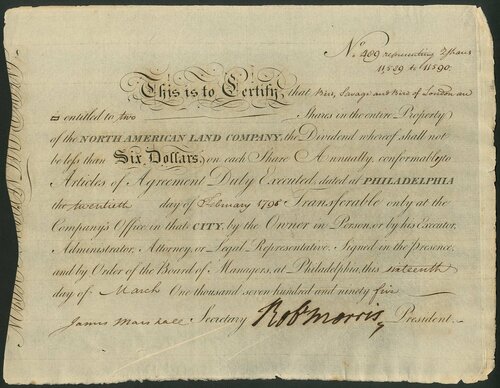 No. 489 representing 2 Shares
11589 to 11590.
This is to Certify, that Bird, Savage and Bird of London are
entitled to two Shares in the entire Property
of the NORTH AMERICAN LAND COMPANY, the Dividend whereof shall not
be less than Six Dollars, on each Share Annually, conformably to
Articles of Agreement Duly Executed, dated at PHILADELPHIA
the twentieth day of February 1795 Transferable only at the
Company's Office in that CITY, by the Owner in Person, or by his Executor,
Administrator, Attorney, or Legal Representative. Signed in the presence,
and by Order of the Board of Managers, at Philadelphia, this sixteenth
day of March One thousand seven hundred and ninety five
James Marshall Secretary Robt Morris President.